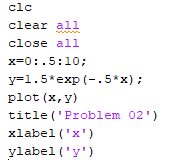 clc
clear all
close all
x=0:.5:10;
y=1.5*exp(-.5*x);
plot(x,y)
title('Problem 02')
xlabel('x')
ylabel('y')